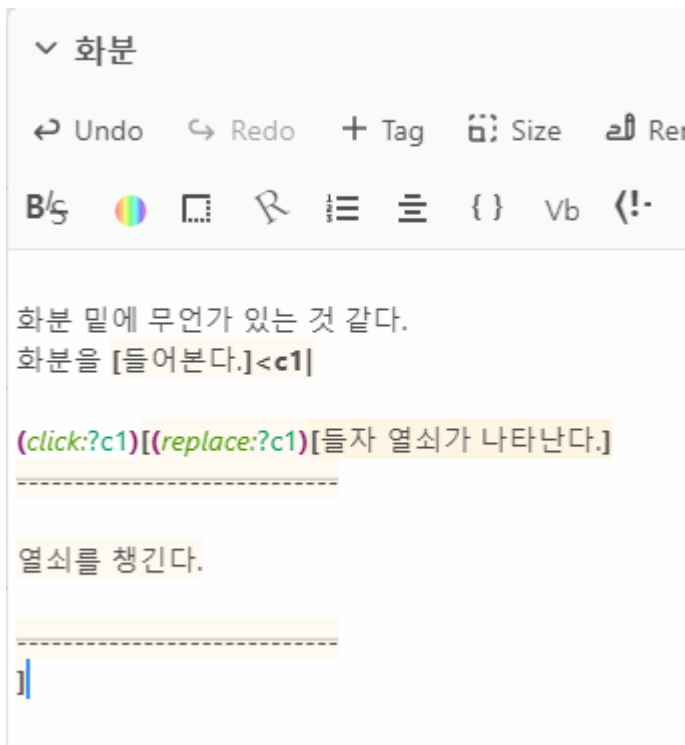 화분
Undo Redo + Tag Size Rer
B/S R { } Vb <!-
화분 밑에 무언가 있는 것 같다.
화분을 [들어본다.]<c1|
(click:?c1)[(replace:?c1)[들자 열쇠가 나타난다.]
----------------------------
열쇠를 챙긴다.
----------------------------
]